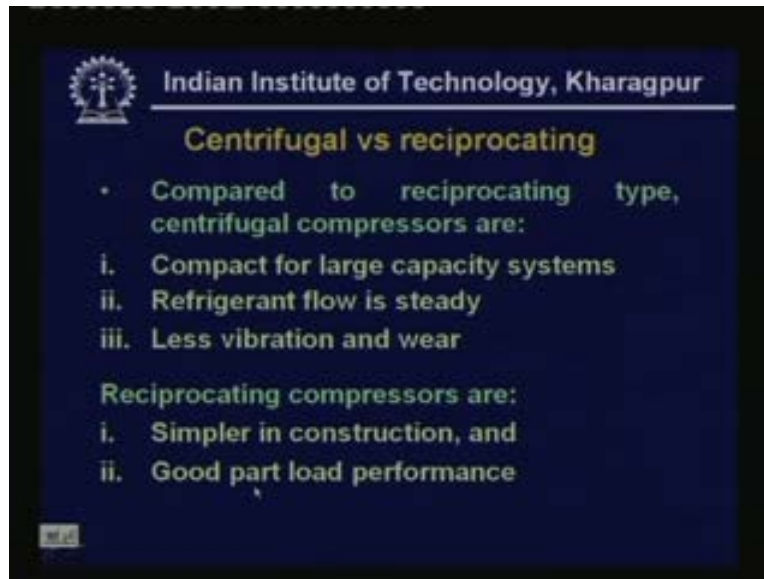 Indian Institute of Technology, Kharagpur
Centrifugal vs reciprocating
• Compared to reciprocating type,
centrifugal compressors are:
i. Compact for large capacity systems
ii. Refrigerant flow is steady
iii. Less vibration and wear
Reciprocating compressors are:
i. Simpler in construction, and
ii. Good part load performance